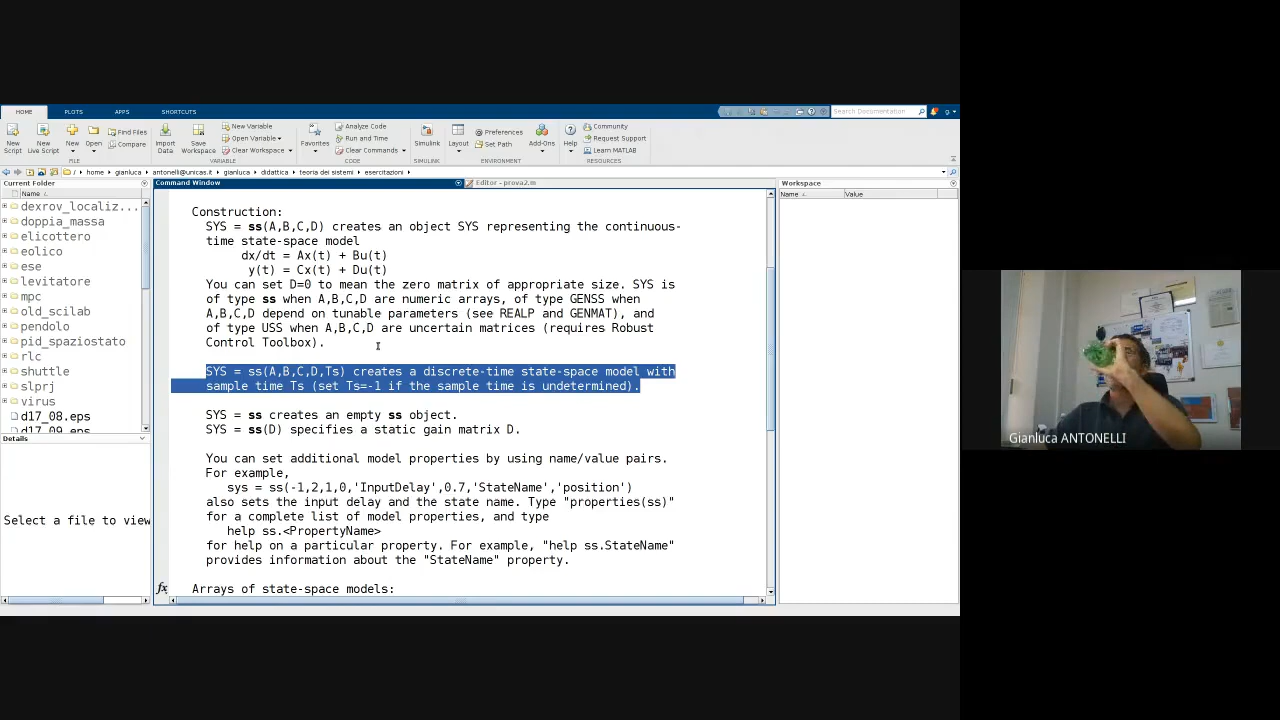 HOME PLOTS APPS SHORTCUTS
Search Documentation
New Script
New Live Script
New
Open
Find Files
Compare
FILE
Import Data
Save Workspace
New Variable
Open Variable
Clear Workspace
VARIABLE
Favorites
Analyze Code
Run and Time
Clear Commands
CODE
Simulink
SIMULINK
Layout
Preferences
Set Path
Add-Ons
ENVIRONMENT
Help
Community
Request Support
Learn MATLAB
RESOURCES
/ home gianluca antonelli@unicas.it gianluca didattica teoria dei sistemi esercitazioni
Current Folder
Name
dexrov_localiz...
doppia_massa
elicottero
eolico
ese
levitatore
mpc
old_scilab
pendolo
pid_spaziostato
rlc
shuttle
slprj
virus
d17_08.eps
d17_09.eps
Details
Select a file to view
Command Window
Editor - prova2.m
Construction:
SYS = ss(A,B,C,D) creates an object SYS representing the continuous-
time state-space model
dx/dt = Ax(t) + Bu(t)
y(t) = Cx(t) + Du(t)
You can set D=0 to mean the zero matrix of appropriate size. SYS is
of type ss when A,B,C,D are numeric arrays, of type GENSS when
A,B,C,D depend on tunable parameters (see REALP and GENMAT), and
of type USS when A,B,C,D are uncertain matrices (requires Robust
Control Toolbox).
SYS = ss(A,B,C,D,Ts) creates a discrete-time state-space model with
sample time Ts (set Ts=-1 if the sample time is undetermined).
SYS = ss creates an empty ss object.
SYS = ss(D) specifies a static gain matrix D.
You can set additional model properties by using name/value pairs.
For example,
sys = ss(-1,2,1,0,'InputDelay',0.7,'StateName','position')
also sets the input delay and the state name. Type "properties(ss)"
for a complete list of model properties, and type
help ss.<PropertyName>
for help on a particular property. For example, "help ss.StateName"
provides information about the "StateName" property.
fx
Arrays of state-space models:
Workspace
Name Value
Gianluca ANTONELLI